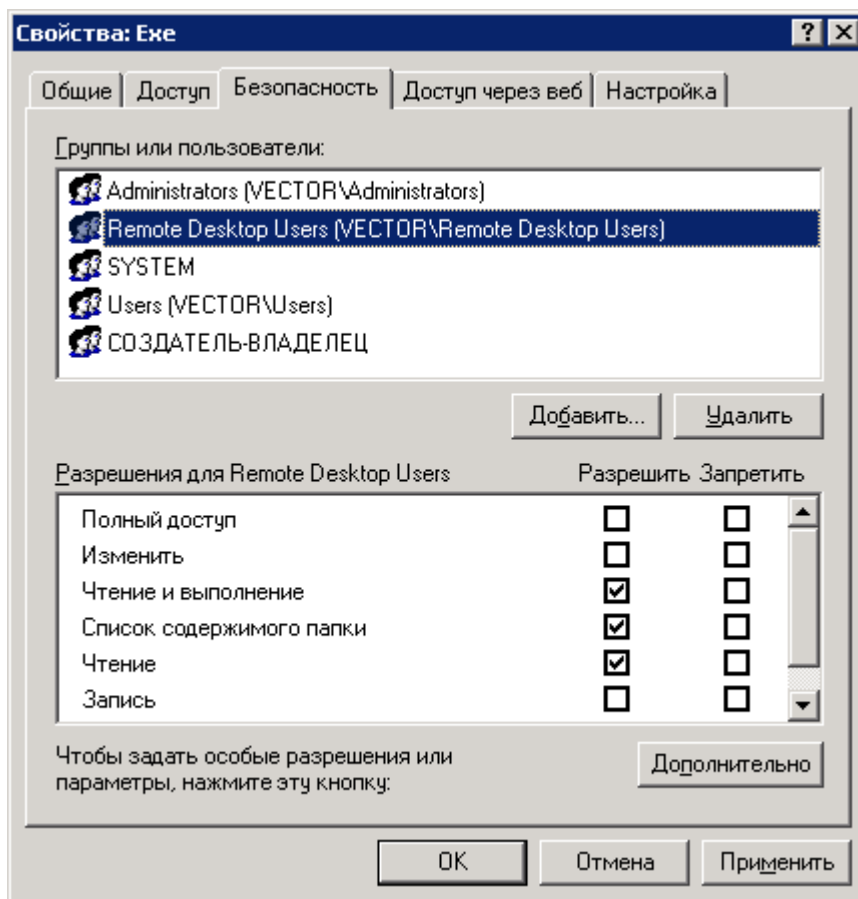 Свойства: Exe
Общие Доступ Безопасность Доступ через веб Настройка
Группы или пользователи:
Administrators (VECTOR\Administrators)
Remote Desktop Users (VECTOR\Remote Desktop Users)
SYSTEM
Users (VECTOR\Users)
СОЗДАТЕЛЬ-ВЛАДЕЛЕЦ
Добавить... Удалить
Разрешения для Remote Desktop Users Разрешить Запретить
Полный доступ
Изменить
Чтение и выполнение
Список содержимого папки
Чтение
Запись
Чтобы задать особые разрешения или
параметры, нажмите эту кнопку:
Дополнительно
OK Отмена Применить